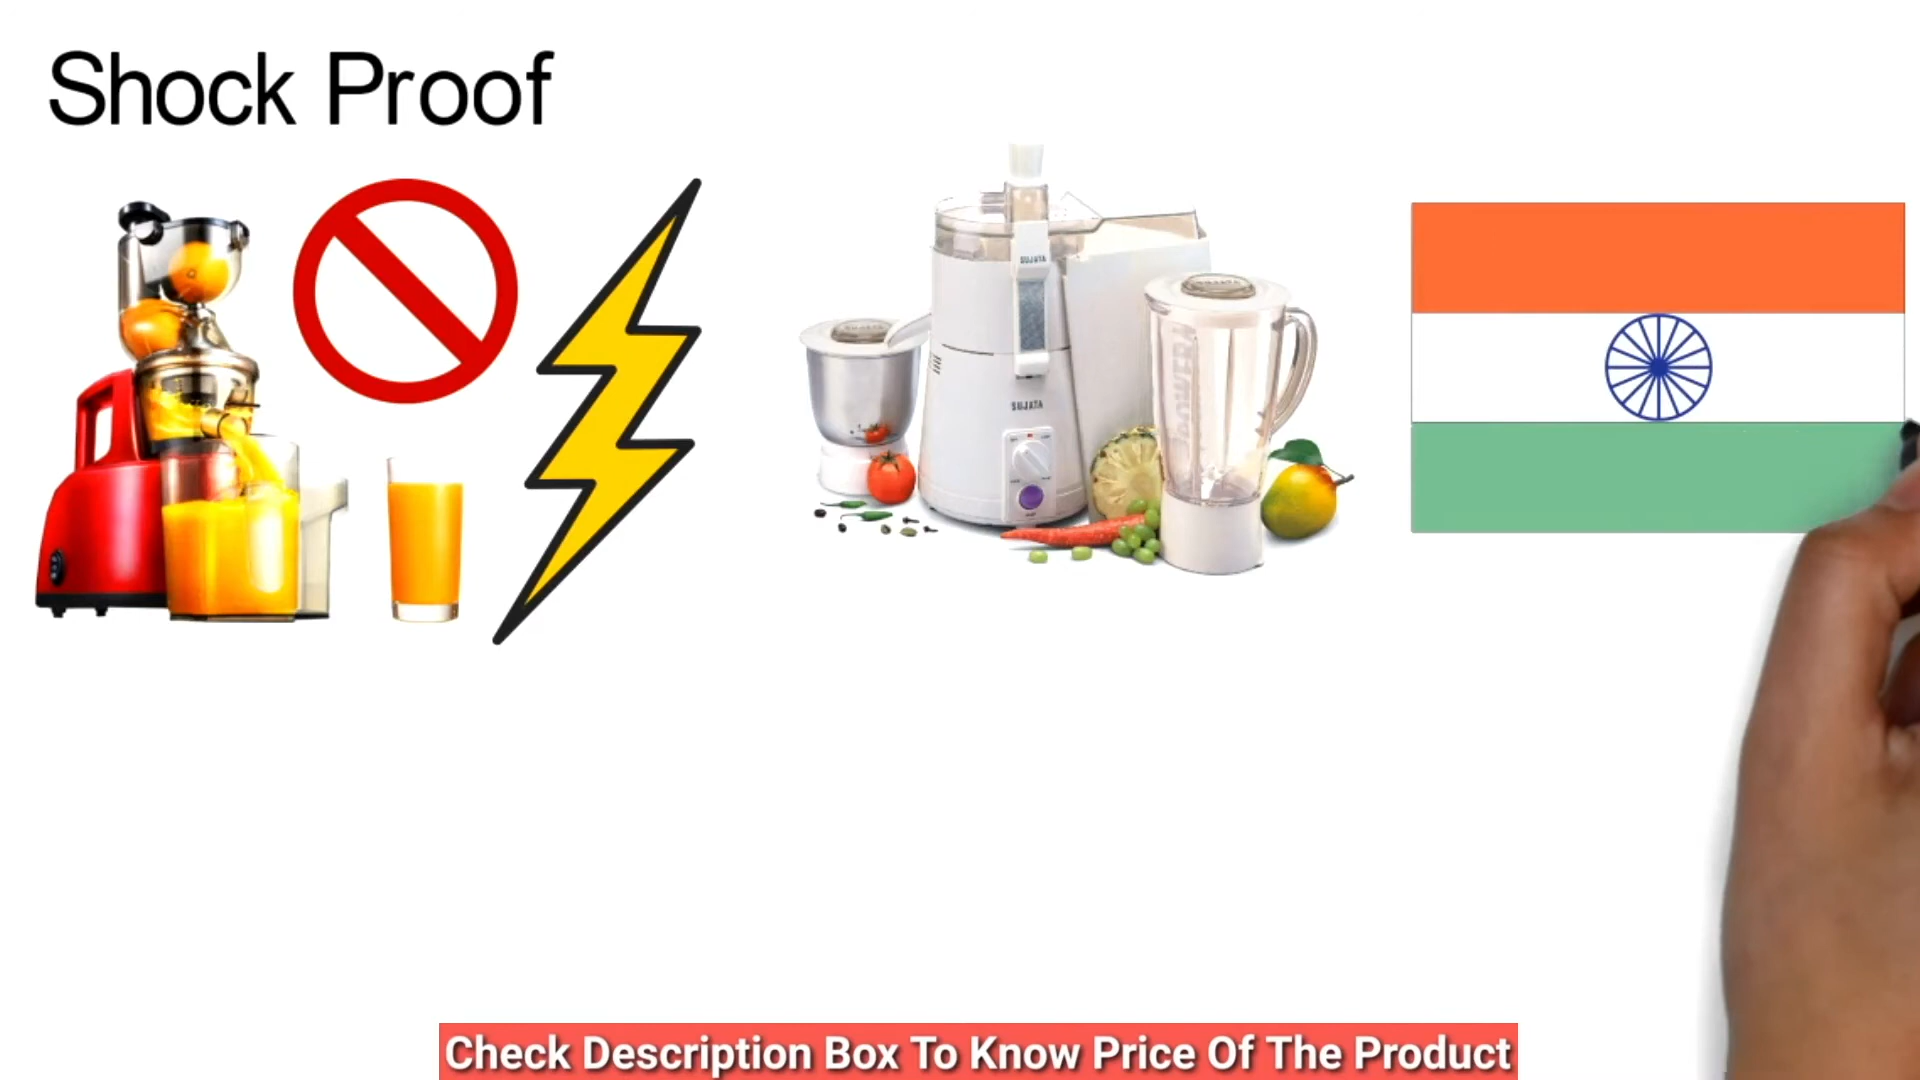 Shock Proof
SUJATA
SUJATA
Check Description Box To Know Price Of The Product